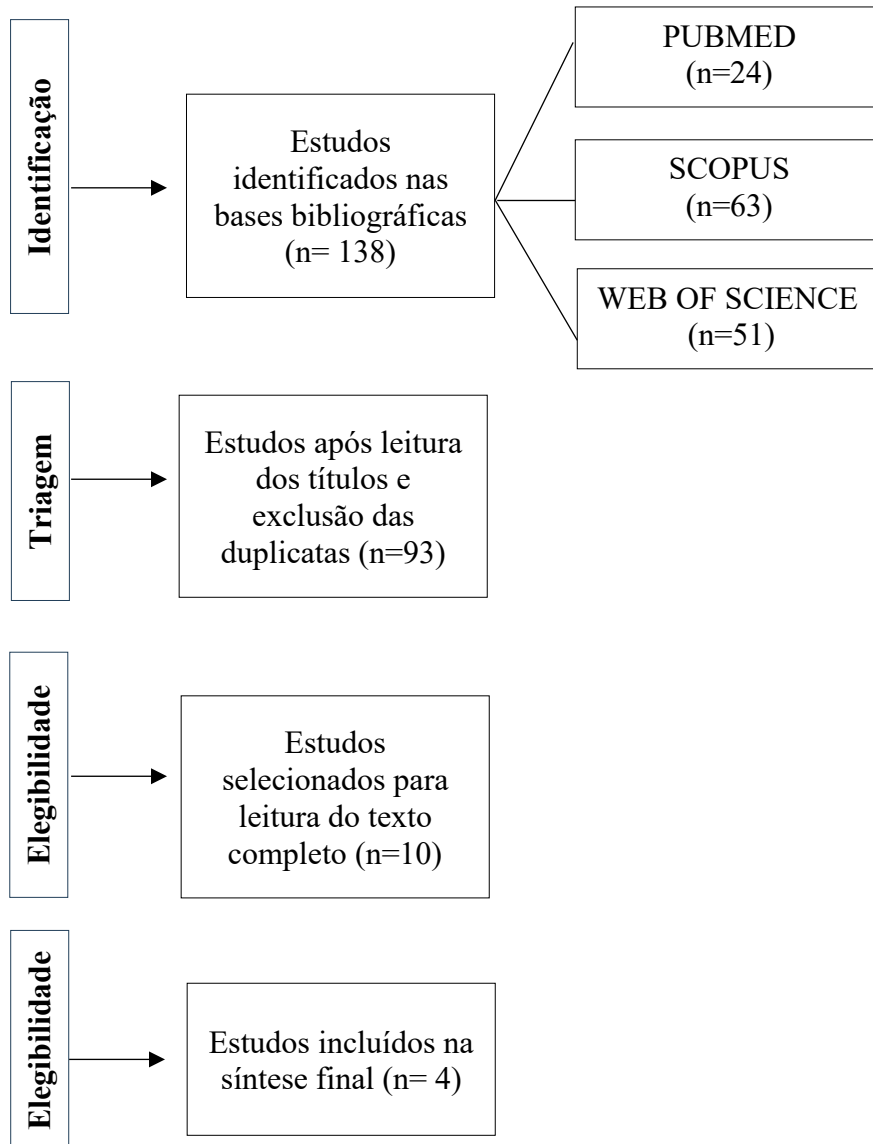 Identificação
Estudos
identificados nas
bases bibliográficas
(n= 138)
PUBMED
(n=24)
SCOPUS
(n=63)
WEB OF SCIENCE
(n=51)
Triagem
Estudos após leitura
dos títulos e
exclusão das
duplicatas (n=93)
Elegibilidade
Estudos
selecionados para
leitura do texto
completo (n=10)
Elegibilidade
Estudos incluídos na
síntese final (n= 4)